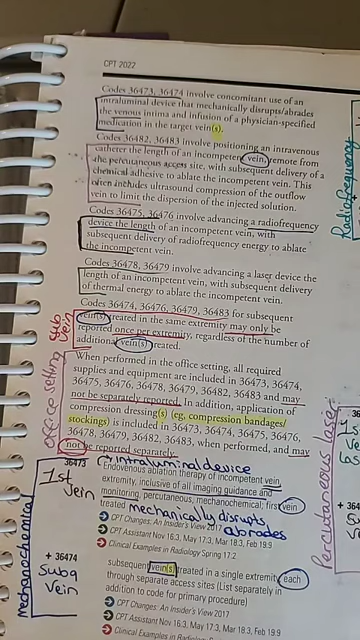 CPT 2022
Codes 36473, 36474 involve concomitant use of an
intraluminal device that mechanically disrupts/abrades
the venous intima and infusion of a physician-specified
medication in the target vein(s).
Codes 36482, 36483 involve positioning an intravenous
catheter the length of an incompetent vein, remote from
the percutaneous access site, with subsequent delivery of a
chemical adhesive to ablate the incompetent vein. This
often includes ultrasound compression of the outflow
vein to limit the dispersion of the injected solution.
Codes 36475, 36476 involve advancing a radiofrequency
device the length of an incompetent vein, with
subsequent delivery of radiofrequency energy to ablate
the incompetent vein.
Codes 36478, 36479 involve advancing a laser device the
length of an incompetent vein, with subsequent delivery
of thermal energy to ablate the incompetent vein.
Codes 36474, 36476, 36479, 36483 for subsequent
vein(s) treated in the same extremity may only be
reported once per extremity, regardless of the number of
additional vein(s) treated.
When performed in the office setting, all required
supplies and equipment are included in 36473, 36474,
36475, 36476, 36478, 36479, 36482, 36483 and may
not be separately reported. In addition, application of
compression dressing(s) (eg, compression bandages/
stockings) is included in 36473, 36474, 36475, 36476,
36478, 36479, 36482, 36483, when performed, and may
not be reported separately.
Sub vein
office setting
Radiofrequency
Percutaneous laser
Mechanochemical
intraluminal device
36473 Endovenous ablation therapy of incompetent vein,
1st vein
extremity, inclusive of all imaging guidance and
monitoring, percutaneous, mechanochemical; first vein
treated mechanically disrupts
abrades
CPT Changes: An Insider's View 2017
CPT Assistant Nov 16:3, May 17:3, Mar 18:3, Feb 19:9
Clinical Examples in Radiology Spring 17:2
+ 36474 subsequent vein(s) treated in a single extremity, each
Subq vein
through separate access sites (List separately in
addition to code for primary procedure)
CPT Changes: An Insider's View 2017
CPT Assistant Nov 16:3, May 17:3, Mar 18:3, Feb 19:9
Clinical Examples in
+ 36